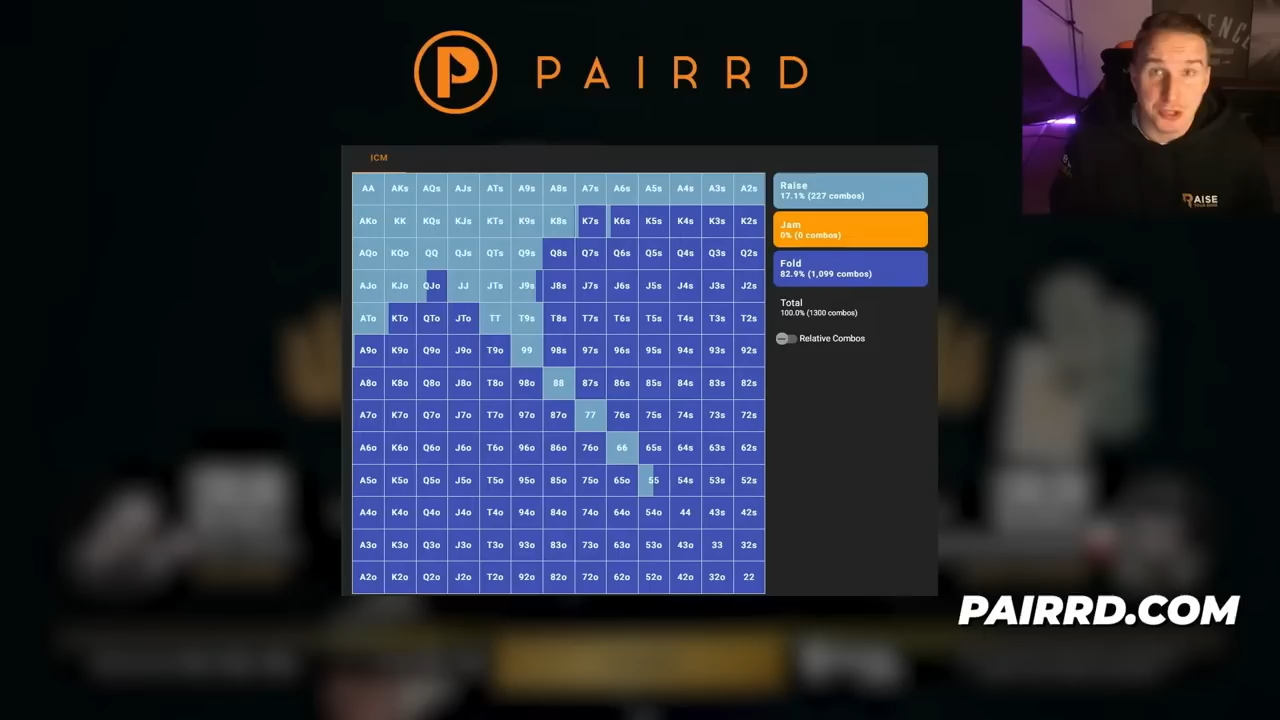 PAIRRD
ICM
AA AKs AQs AJs ATs A9s A8s A7s A6s A5s A4s A3s A2s
AKo KK KQs KJs KTs K9s K8s K7s K6s K5s K4s K3s K2s
AQo KQo QQ QJs QTs Q9s Q8s Q7s Q6s Q5s Q4s Q3s Q2s
AJo KJo QJo JJ JTs J9s J8s J7s J6s J5s J4s J3s J2s
ATo KTo QTo JTo TT T9s T8s T7s T6s T5s T4s T3s T2s
A9o K9o Q9o J9o T9o 99 98s 97s 96s 95s 94s 93s 92s
A8o K8o Q8o J8o T8o 98o 88 87s 86s 85s 84s 83s 82s
A7o K7o Q7o J7o T7o 97o 87o 77 76s 75s 74s 73s 72s
A6o K6o Q6o J6o T6o 96o 86o 76o 66 65s 64s 63s 62s
A5o K5o Q5o J5o T5o 95o 85o 75o 65o 55 54s 53s 52s
A4o K4o Q4o J4o T4o 94o 84o 74o 64o 54o 44 43s 42s
A3o K3o Q3o J3o T3o 93o 83o 73o 63o 53o 43o 33 32s
A2o K2o Q2o J2o T2o 92o 82o 72o 62o 52o 42o 32o 22
Raise
17.1% (227 combos)
Jam
0% (0 combos)
Fold
82.9% (1,099 combos)
Total
100.0% (1300 combos)
Relative Combos
RAISE
PAIRRD.COM